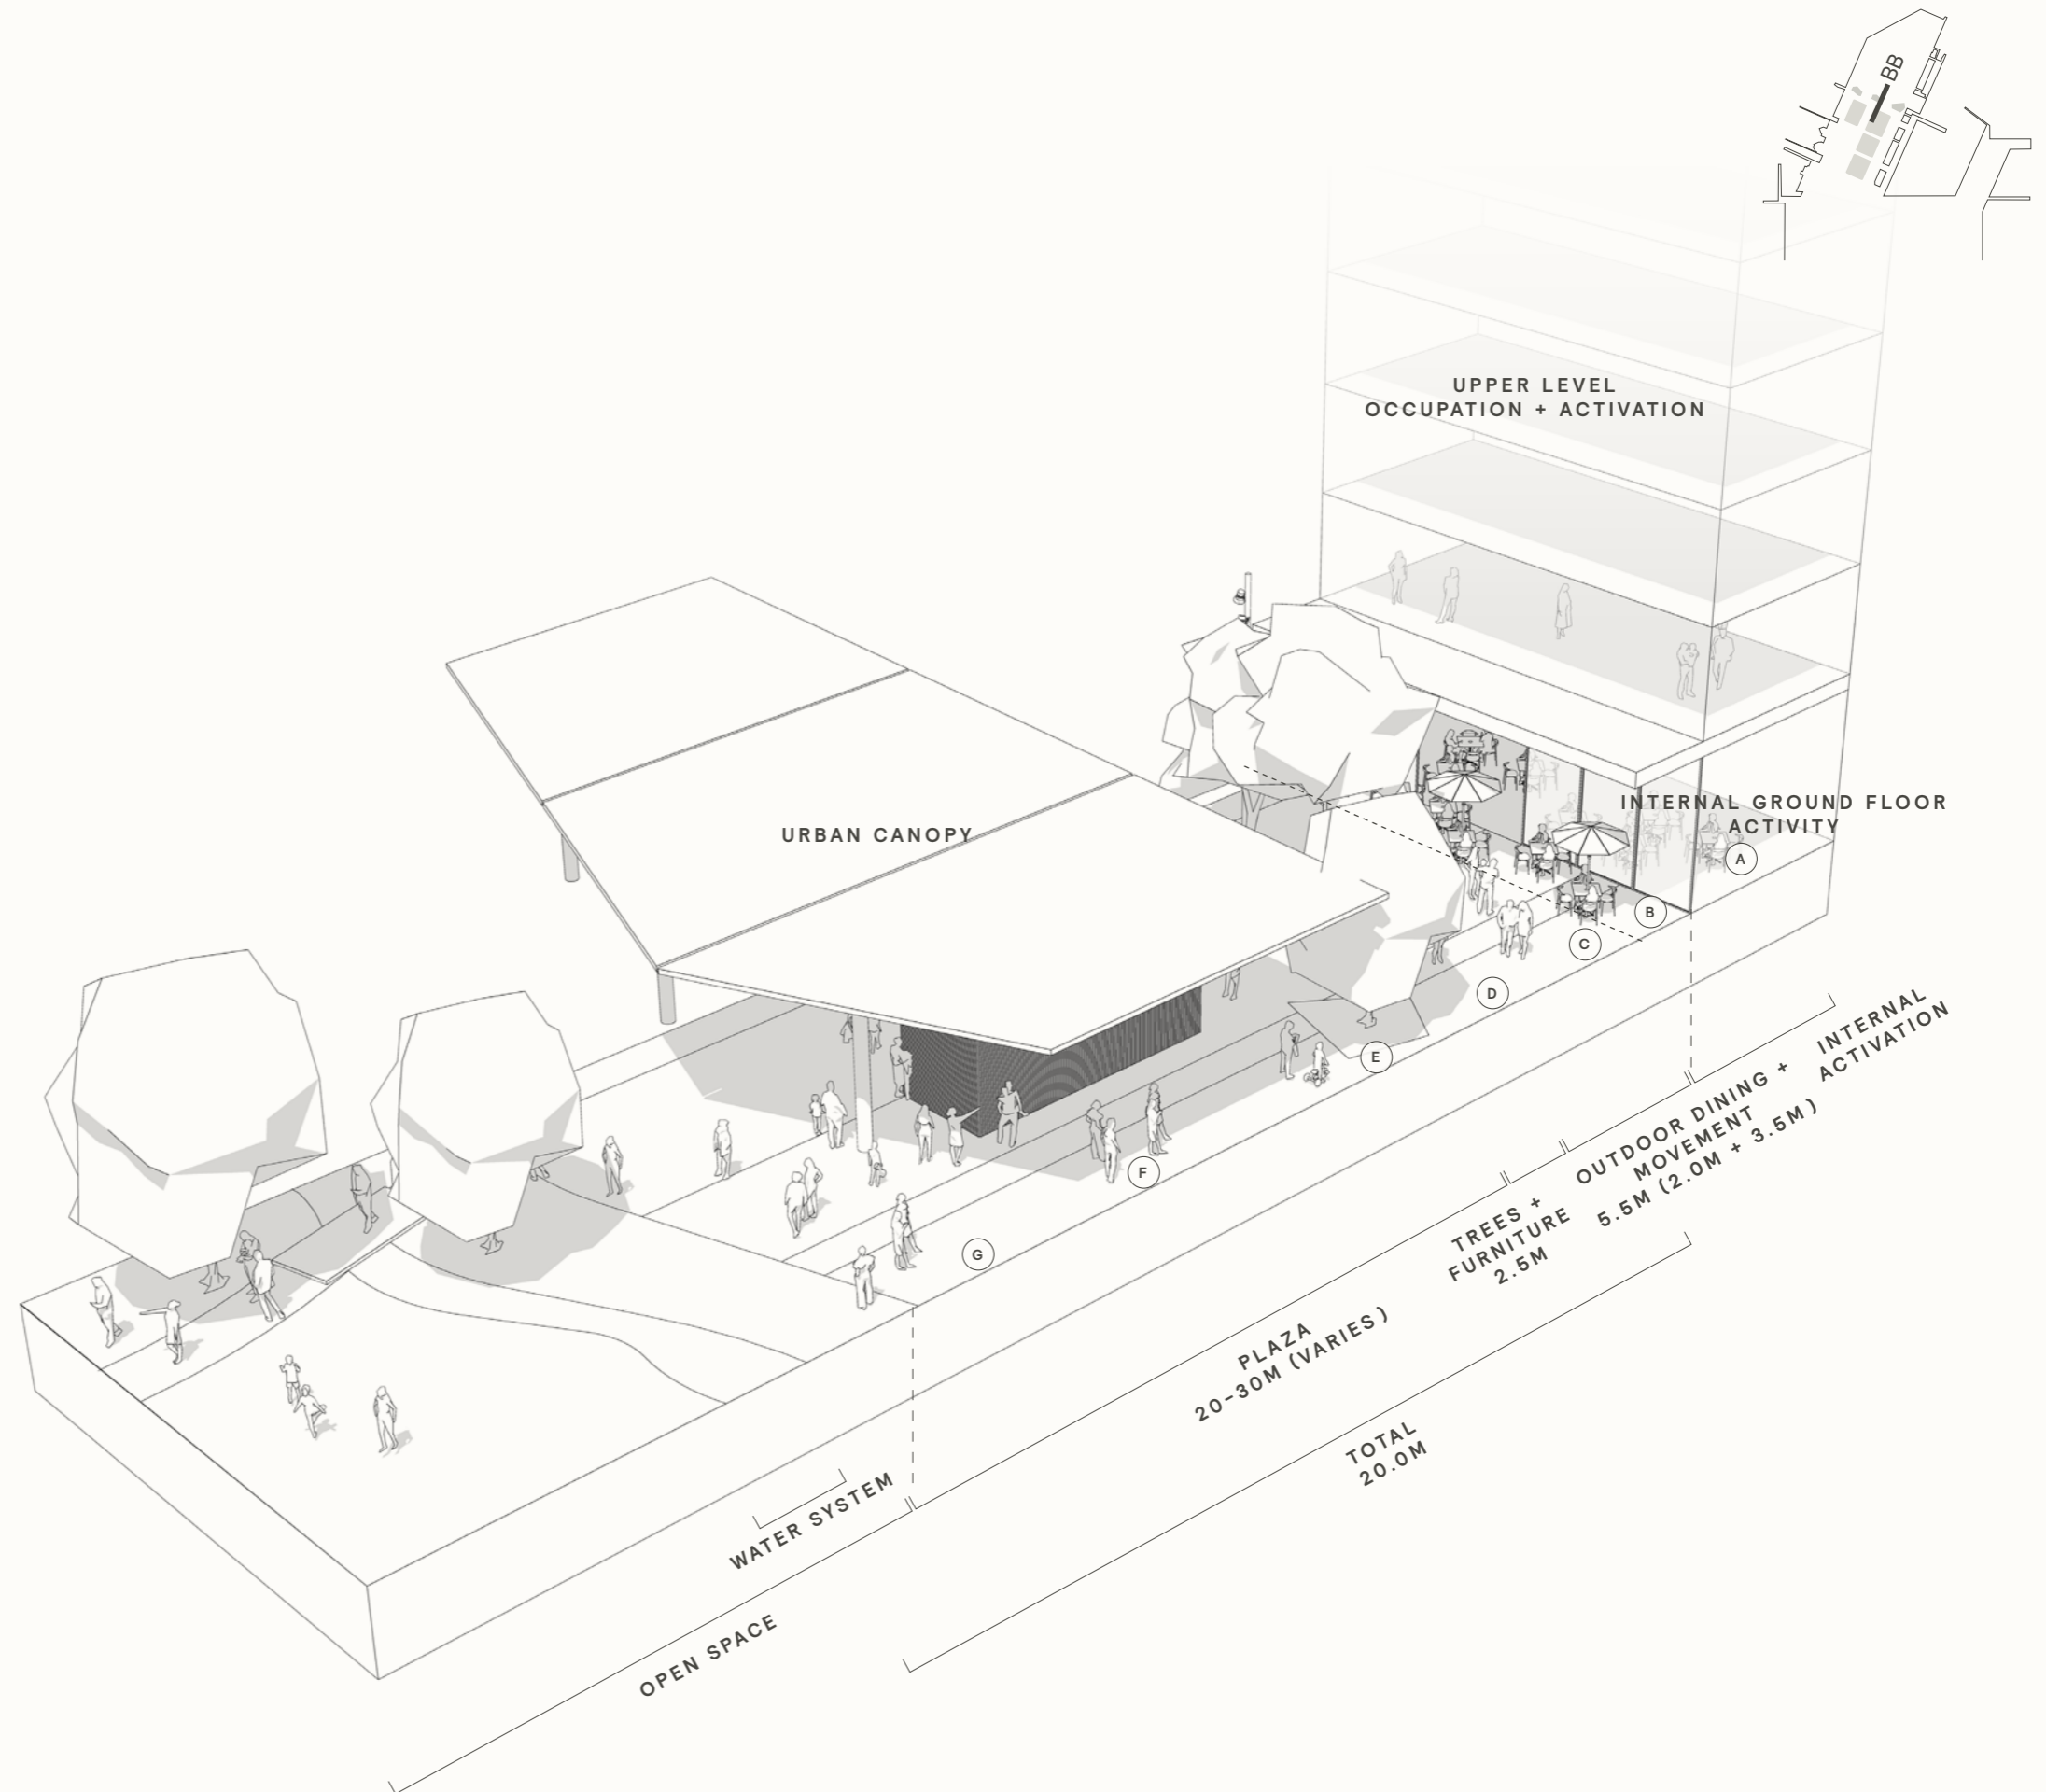 BB
UPPER LEVEL
OCCUPATION + ACTIVATION
URBAN CANOPY
INTERNAL GROUND FLOOR
ACTIVITY
A
B
C
D
E
F
G
INTERNAL
ACTIVATION
OUTDOOR DINING +
MOVEMENT
5.5M (2.0M + 3.5M)
TREES +
FURNITURE
2.5M
PLAZA
20-30M (VARIES)
TOTAL
20.0M
WATER SYSTEM
OPEN SPACE